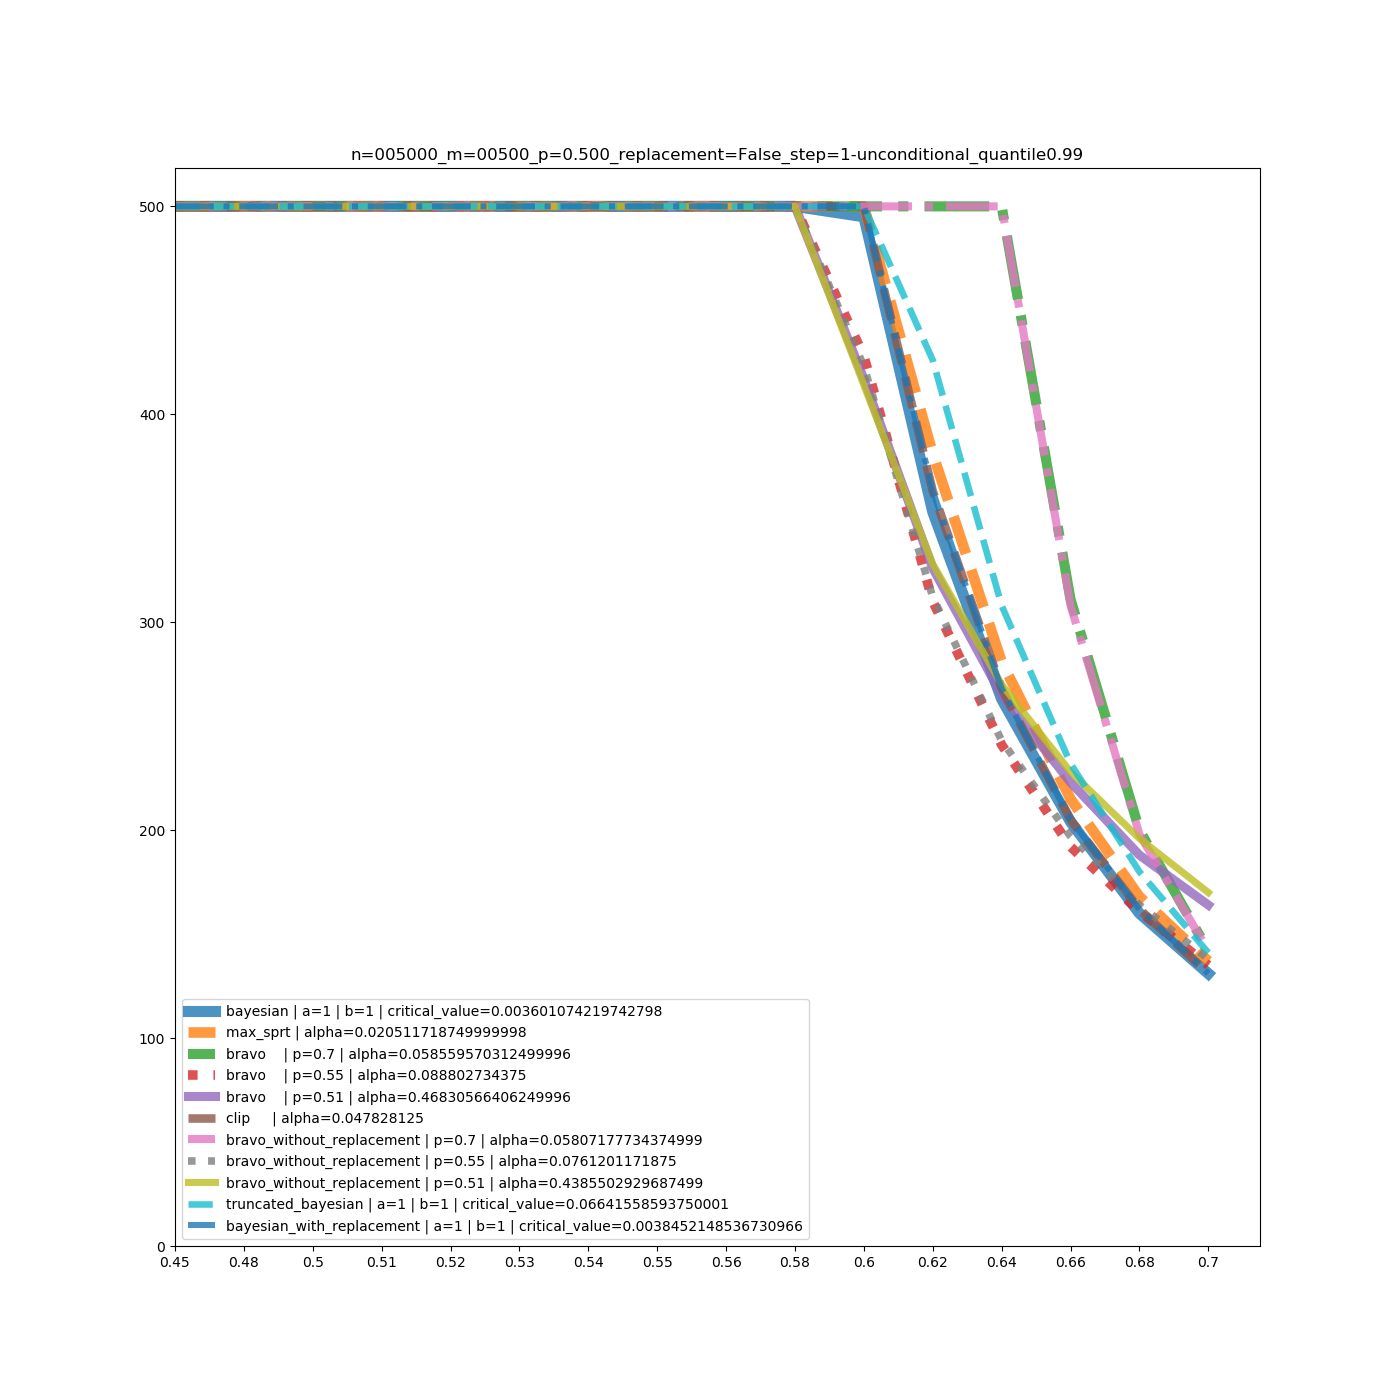 n=005000_m=00500_p=0.500_replacement=False_step=1-unconditional_quantile0.99
500
400
300
200
100
0
bayesian | a=1 | b=1 | critical_value=0.003601074219742798
max_sprt | alpha=0.020511718749999998
bravo | p=0.7 | alpha=0.058559570312499996
bravo | p=0.55 | alpha=0.088802734375
bravo | p=0.51 | alpha=0.46830566406249996
clip | alpha=0.047828125
bravo_without_replacement | p=0.7 | alpha=0.05807177734374999
bravo_without_replacement | p=0.55 | alpha=0.0761201171875
bravo_without_replacement | p=0.51 | alpha=0.4385502929687499
truncated_bayesian | a=1 | b=1 | critical_value=0.06641558593750001
bayesian_with_replacement | a=1 | b=1 | critical_value=0.0038452148536730966
0.45 0.48 0.5 0.51 0.52 0.53 0.54 0.55 0.56 0.58 0.6 0.62 0.64 0.66 0.68 0.7